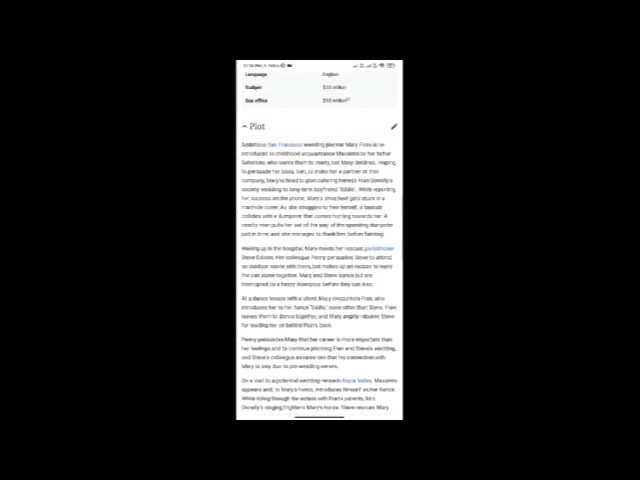 Language English
Budget million
Box office million
Plot
Ambitious San Francisco wedding planner Mary Fiore is re-
introduced to childhood acquaintance Massimo by her father
Salvatore, who wants them to marry, but Mary declines. Hoping
to persuade her boss, Geri, to make her a partner at their
company, Mary is hired to plan catering heiress Fran Donolly's
society wedding to long-term boyfriend "Eddie". While reporting
her success on the phone, Mary's shoe heel gets stuck in a
manhole cover. As she struggles to free herself, a taxicab
collides with a dumpster that comes hurtling towards her. A
nearby man pulls her out of the way of the speeding dumpster
just in time, and she manages to thank him before fainting.
Waking up in the hospital, Mary meets her rescuer, pediatrician
Steve Edison. Her colleague Penny persuades Steve to attend
an outdoor movie with them, but makes up an excuse to leave
the pair alone together. Mary and Steve dance but are
interrupted by a heavy downpour before they can kiss.
At a dance lesson with a client, Mary encounters Fran, who
introduces her to her fiancé "Eddie," none other than Steve. Fran
leaves them to dance together, and Mary angrily rebukes Steve
for leading her on behind Fran's back.
Penny persuades Mary that her career is more important than
her feelings and to continue planning Fran and Steve's wedding,
and Steve's colleague assures him that his connection with
Mary is only due to pre-wedding nerves.
On a visit to a potential wedding venue in Napa Valley, Massimo
appears and, to Mary's horror, introduces himself as her fiancé.
While riding through the estate with Fran's parents, Mrs.
Donolly's singing frightens Mary's horse. Steve rescues Mary